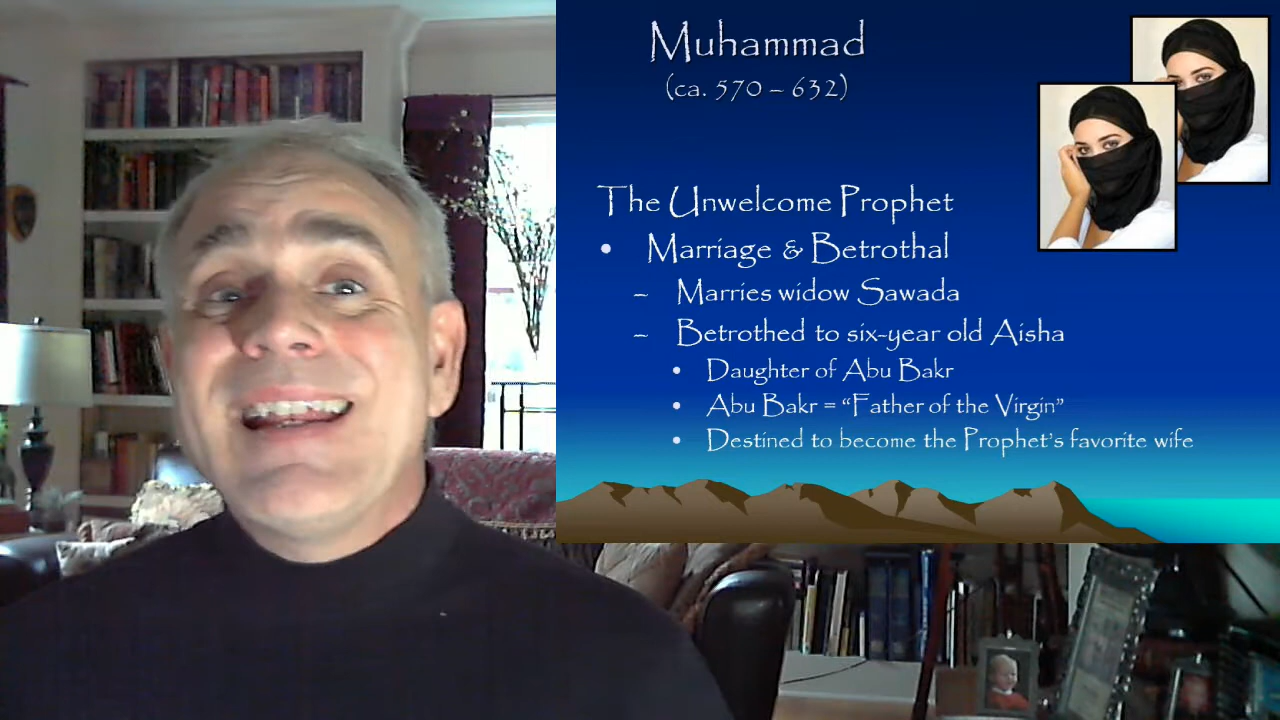 Muhammad
(ca. 570 – 632)
The Unwelcome Prophet
• Marriage & Betrothal
– Marries widow Sawada
– Betrothed to six-year old Aisha
• Daughter of Abu Bakr
• Abu Bakr = “Father of the Virgin”
• Destined to become the Prophet’s favorite wife